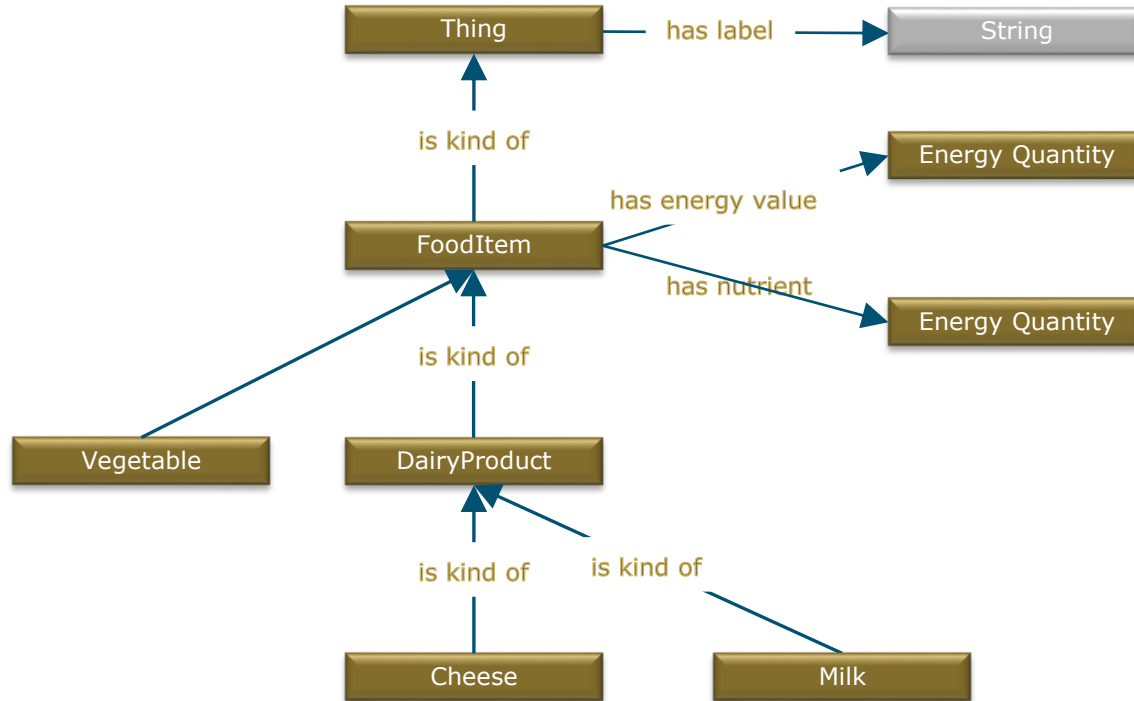 Thing
has label
String
is kind of
Energy Quantity
has energy value
FoodItem
has nutrient
Energy Quantity
is kind of
Vegetable
DairyProduct
is kind of
is kind of
Cheese
Milk